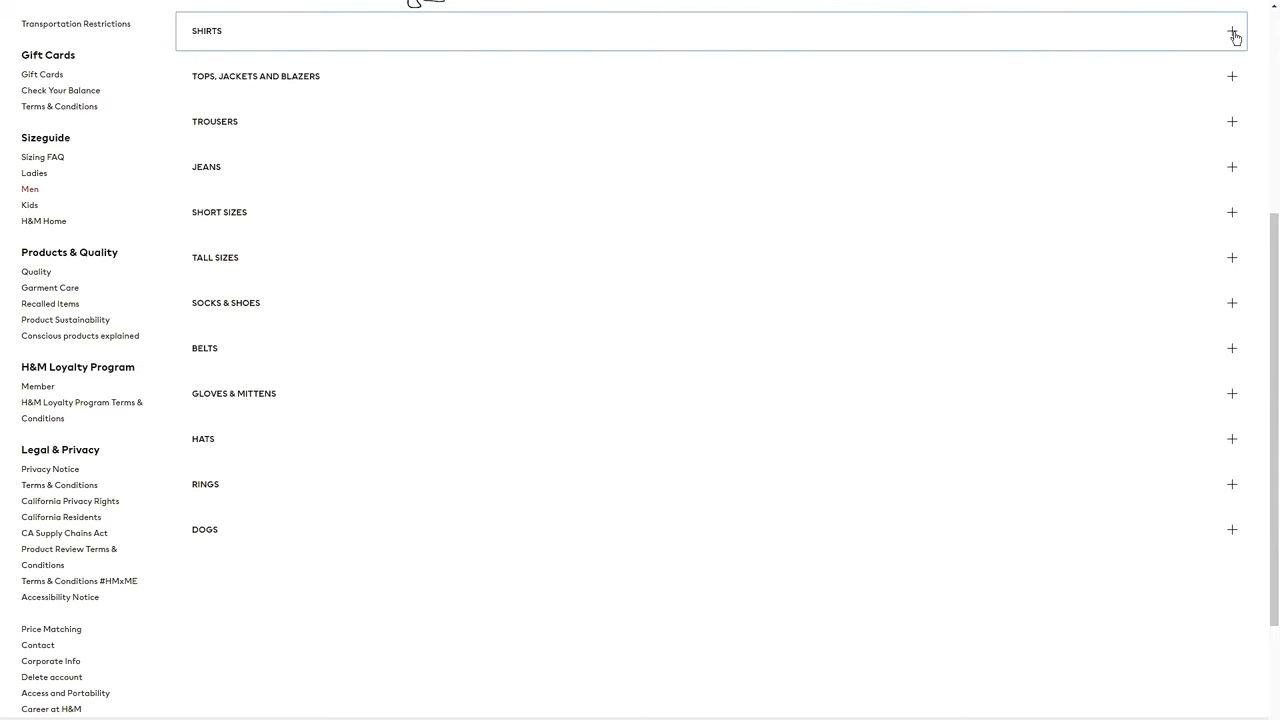 Transportation Restrictions
Gift Cards
Gift Cards
Check Your Balance
Terms & Conditions
Sizeguide
Sizing FAQ
Ladies
Men
Kids
H&M Home
Products & Quality
Quality
Garment Care
Recalled Items
Product Sustainability
Conscious products explained
H&M Loyalty Program
Member
H&M Loyalty Program Terms &
Conditions
Legal & Privacy
Privacy Notice
Terms & Conditions
California Privacy Rights
California Residents
CA Supply Chains Act
Product Review Terms &
Conditions
Terms & Conditions #HMxME
Accessibility Notice
Price Matching
Contact
Corporate Info
Delete account
Access and Portability
Career at H&M
SHIRTS
TOPS, JACKETS AND BLAZERS
TROUSERS
JEANS
SHORT SIZES
TALL SIZES
SOCKS & SHOES
BELTS
GLOVES & MITTENS
HATS
RINGS
DOGS